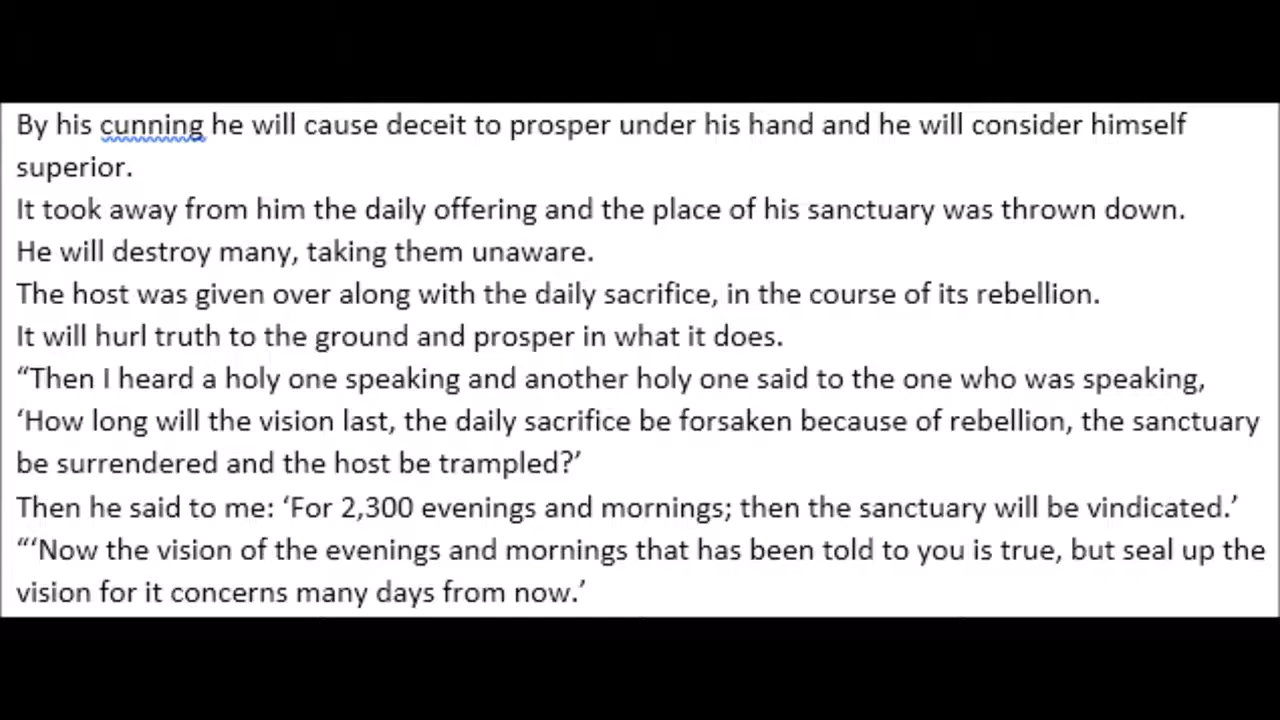 By his cunning he will cause deceit to prosper under his hand and he will consider himself
superior.
It took away from him the daily offering and the place of his sanctuary was thrown down.
He will destroy many, taking them unaware.
The host was given over along with the daily sacrifice, in the course of its rebellion.
It will hurl truth to the ground and prosper in what it does.
“Then I heard a holy one speaking and another holy one said to the one who was speaking,
‘How long will the vision last, the daily sacrifice be forsaken because of rebellion, the sanctuary
be surrendered and the host be trampled?’
Then he said to me: ‘For 2,300 evenings and mornings; then the sanctuary will be vindicated.’
“‘Now the vision of the evenings and mornings that has been told to you is true, but seal up the
vision for it concerns many days from now.’